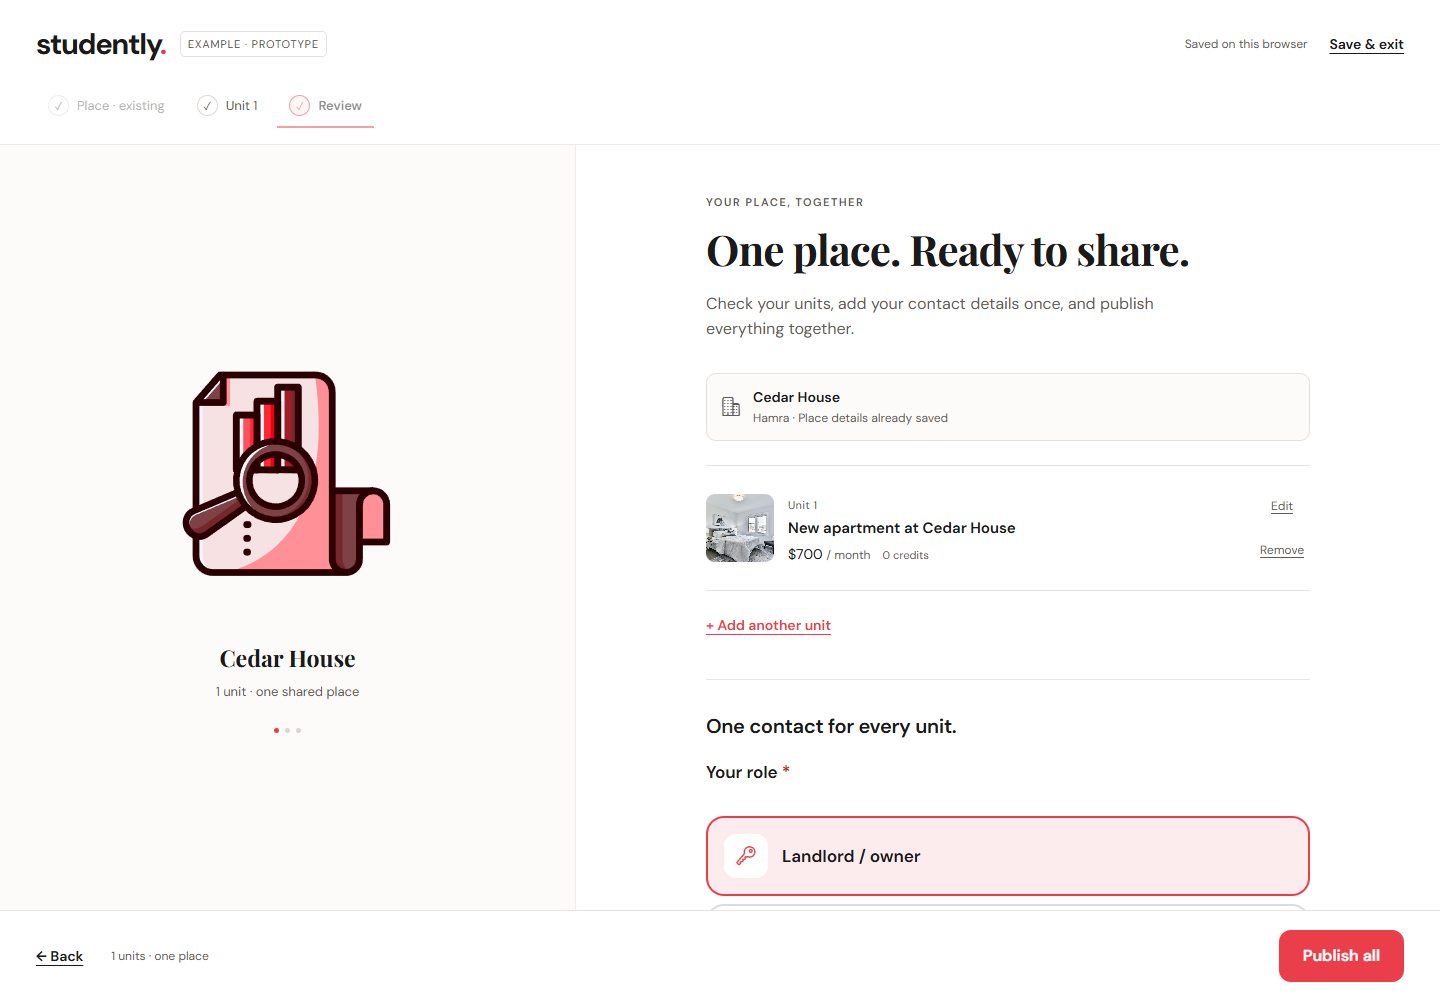 studently.
EXAMPLE · PROTOTYPE
Saved on this browser
Save & exit
Place · existing
Unit 1
Review
YOUR PLACE, TOGETHER
One place. Ready to share.
Check your units, add your contact details once, and publish
everything together.
Cedar House
Hamra · Place details already saved
Unit 1
New apartment at Cedar House
$700 / month 0 credits
Edit
Remove
+ Add another unit
Cedar House
1 unit · one shared place
One contact for every unit.
Your role *
Landlord / owner
← Back
1 units · one place
Publish all